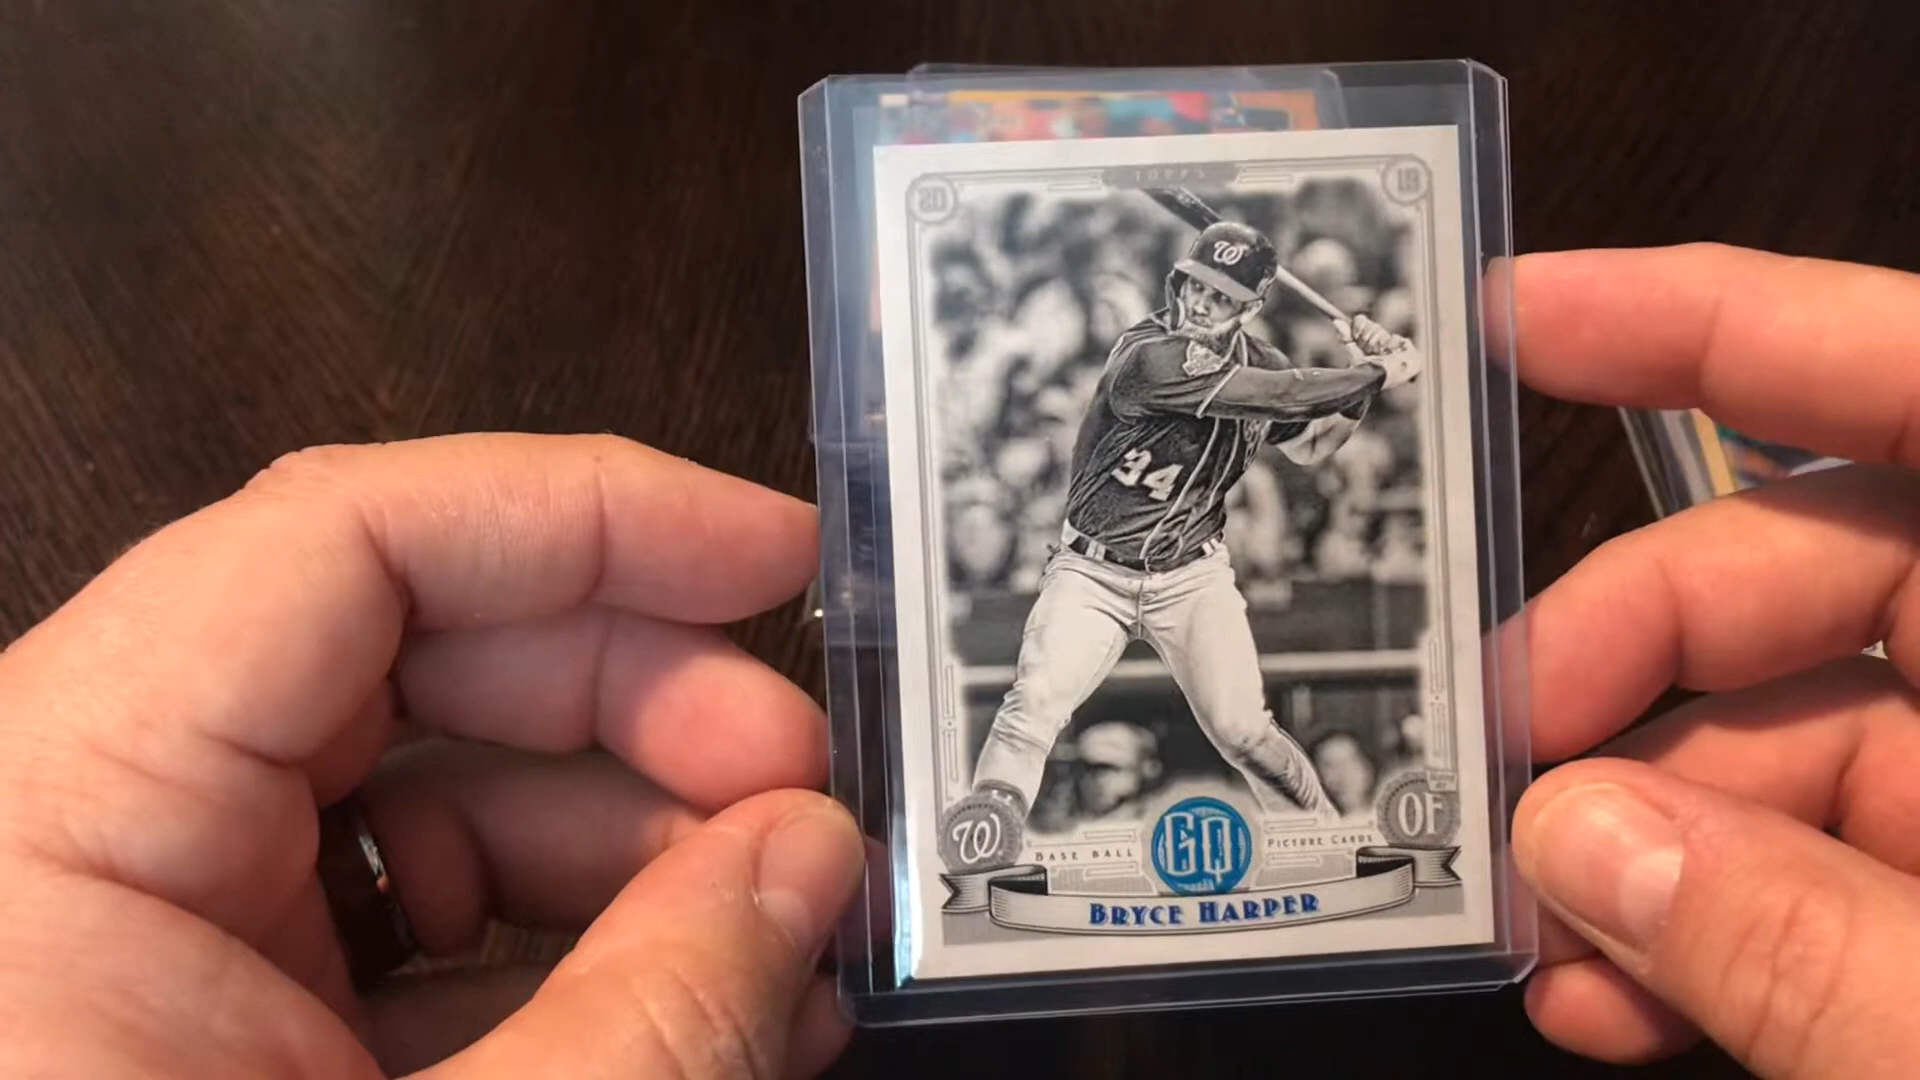 TOPPS
20 19
W
34
W
OF
BASE BALL GQ PICTURE CARDS
BRYCE HARPER